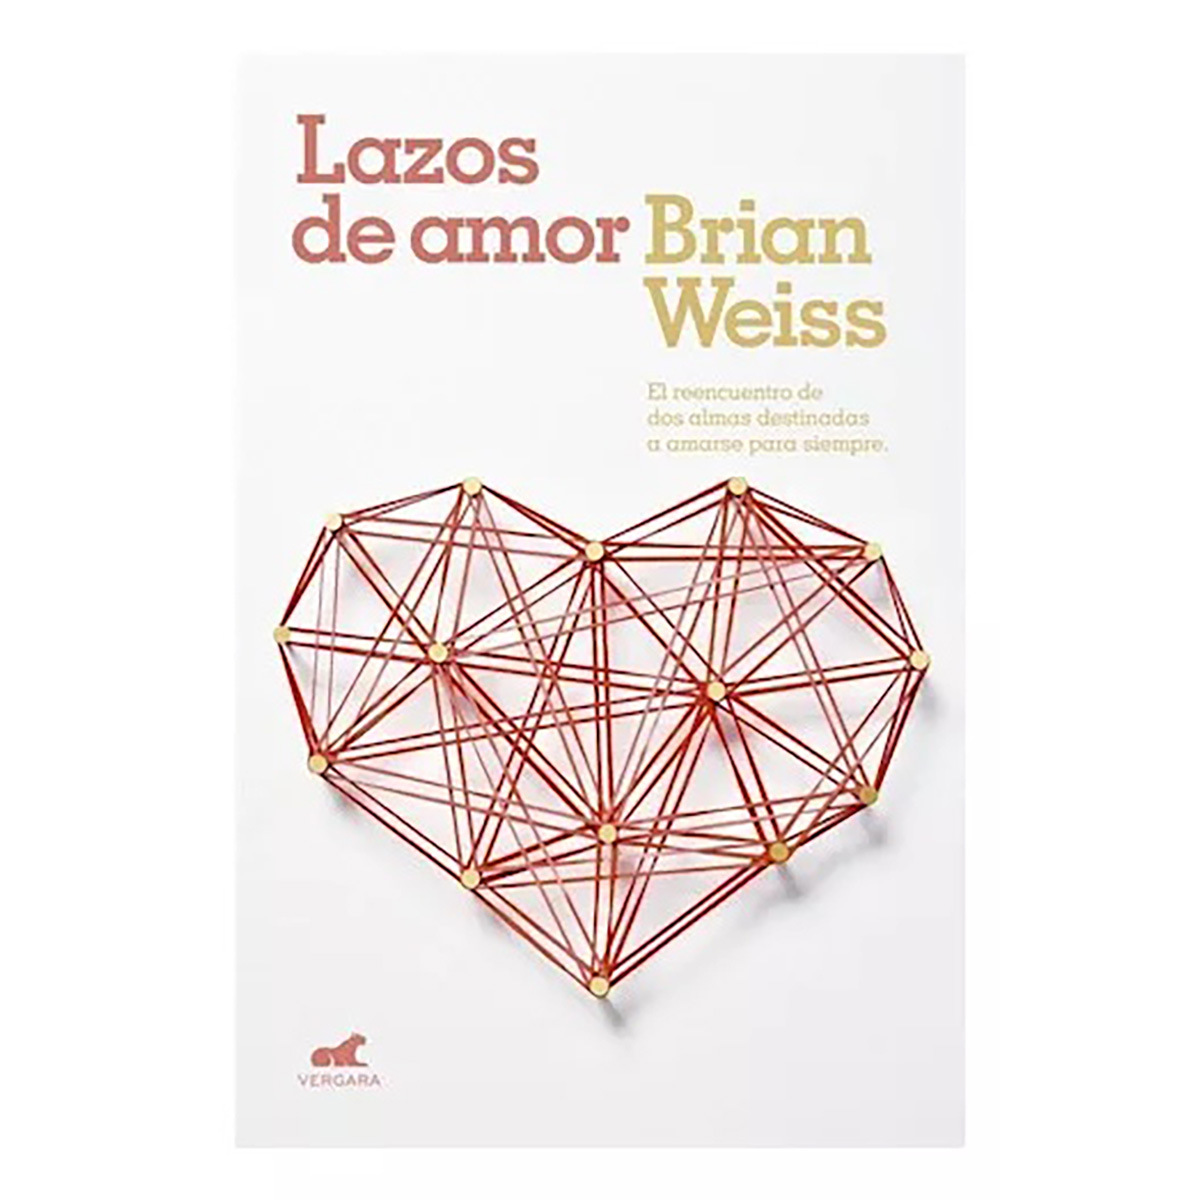 Lazos
de amor
Brian
Weiss
El reencuentro de
dos almas destinadas
a amarse para siempre.
VERGARA